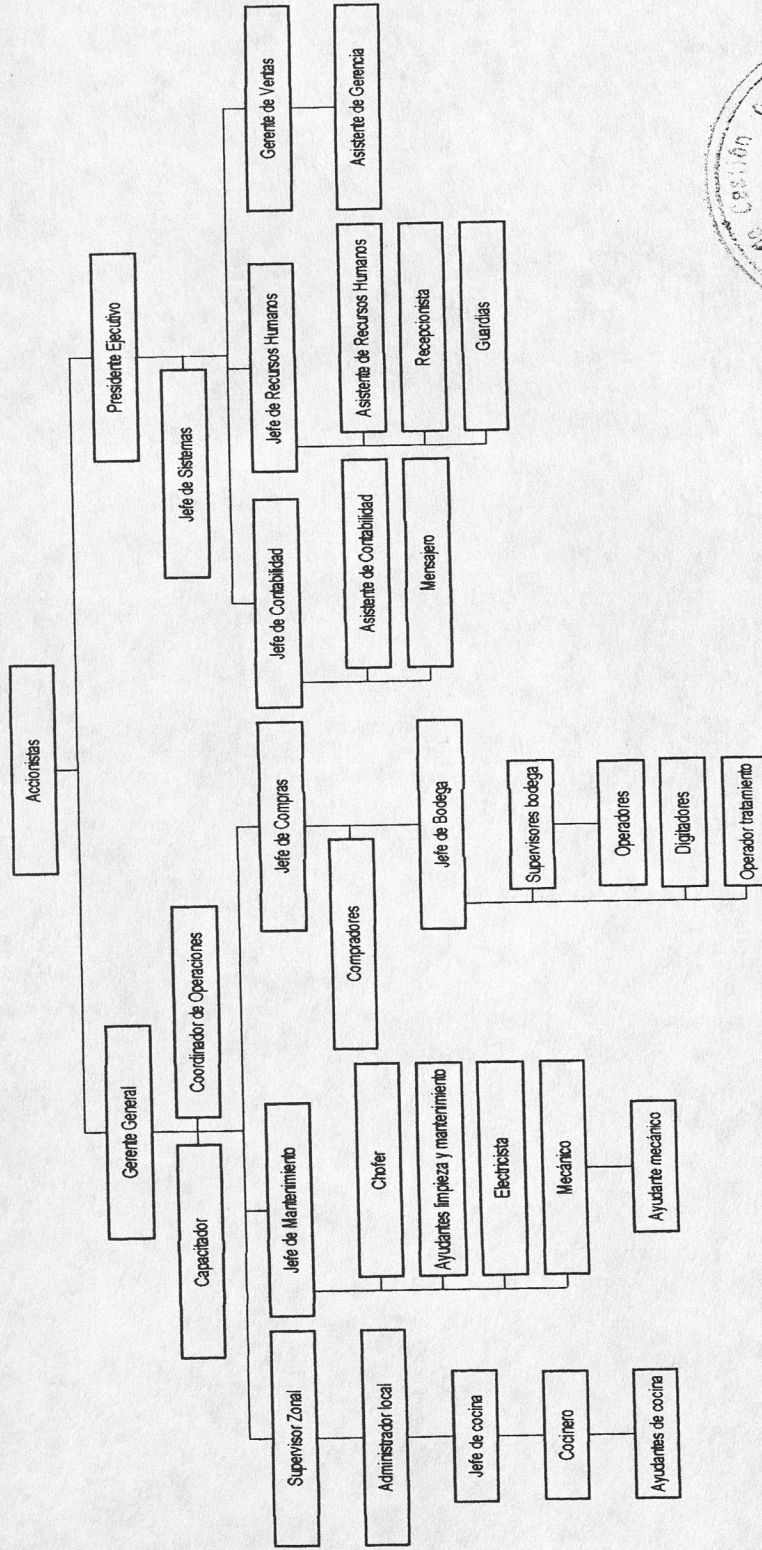 Accionistas
Gerente General
Presidente Ejecutivo
Capacitador
Coordinador de Operaciones
Jefe de Sistemas
Supervisor Zonal
Jefe de Mantenimiento
Jefe de Compras
Jefe de Contabilidad
Jefe de Recursos Humanos
Gerente de Ventas
Administrador local
Jefe de cocina
Cocinero
Ayudantes de cocina
Chofer
Ayudantes limpieza y mantenimiento
Electricista
Mecánico
Ayudante mecánico
Compradores
Jefe de Bodega
Supervisores bodega
Operadores
Digitadores
Operador tratamiento
Asistente de Contabilidad
Mensajero
Asistente de Recursos Humanos
Recepcionista
Guardias
Asistente de Gerencia
Gestión